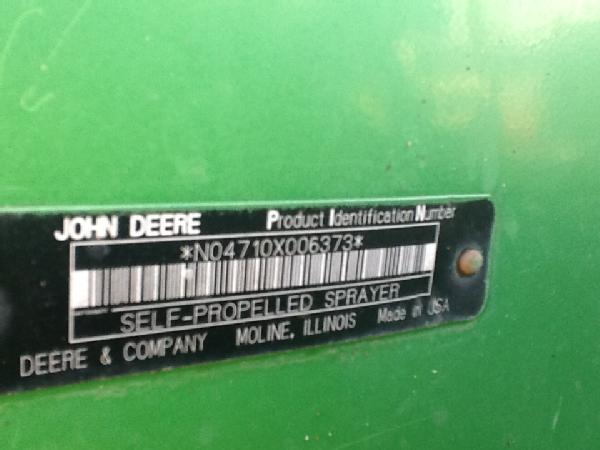 JOHN DEERE Product Identification Number
*N04710X006373*
SELF-PROPELLED SPRAYER
DEERE & COMPANY MOLINE, ILLINOIS Made in USA